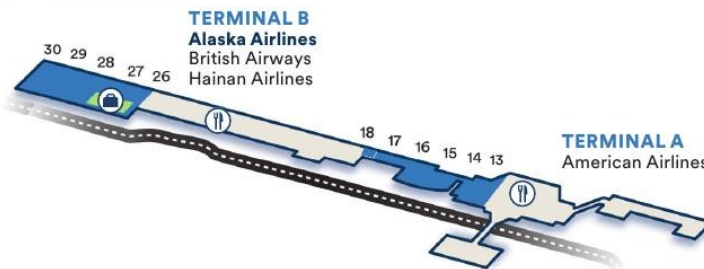 TERMINAL B
Alaska Airlines
British Airways
Hainan Airlines
30 29 28 27 26
18 17 16 15 14 13
TERMINAL A
American Airlines